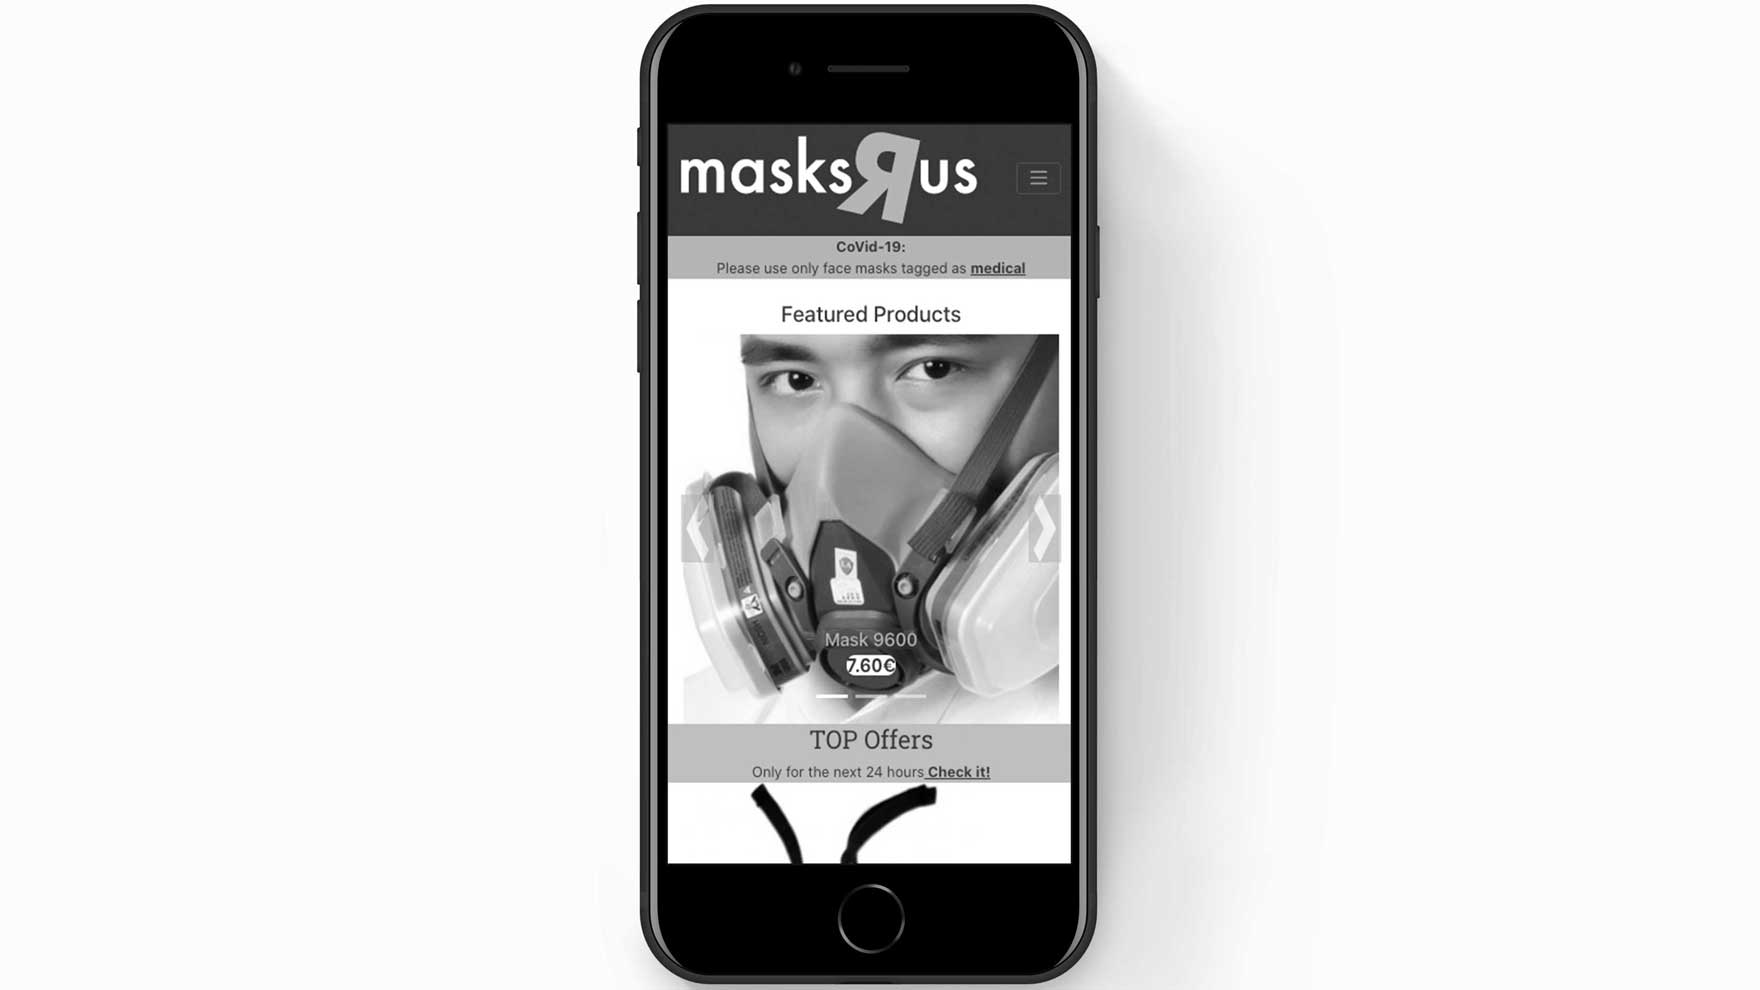 masksЯus
CoVid-19:
Please use only face masks tagged as medical
Featured Products
Mask 9600
7.60€
TOP Offers
Only for the next 24 hours Check it!